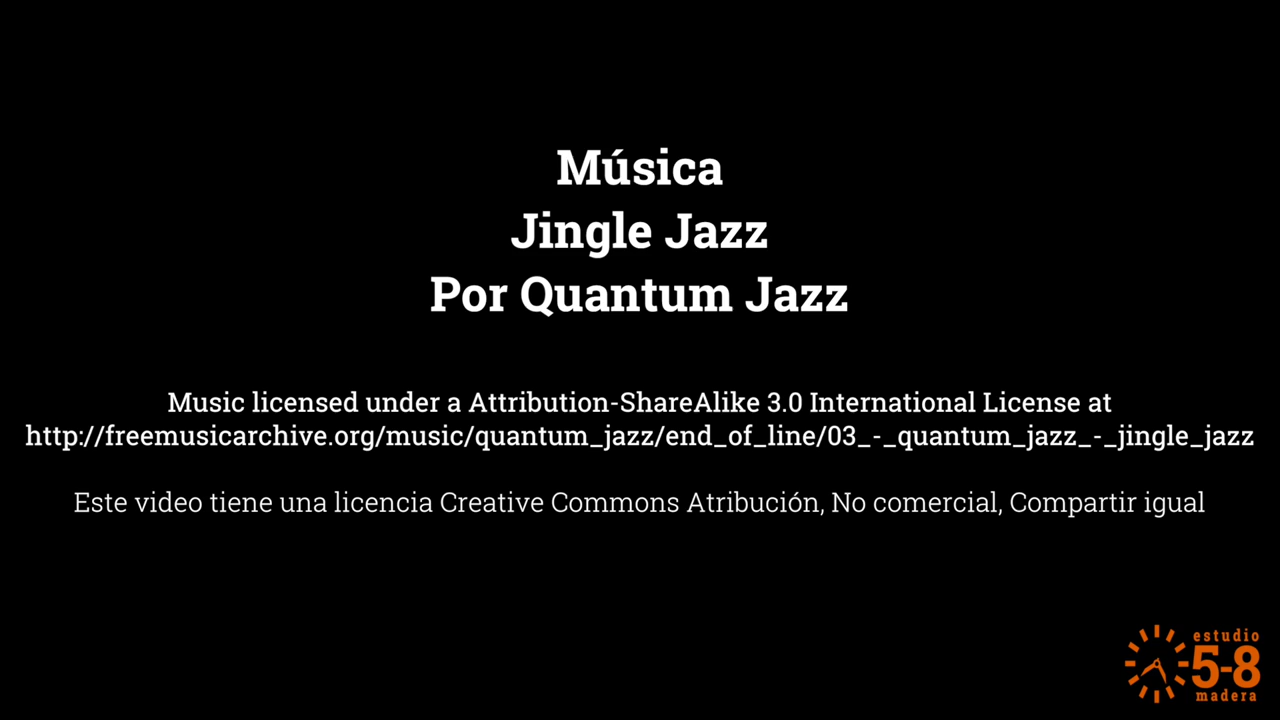 Música
Jingle Jazz
Por Quantum Jazz
Music licensed under a Attribution-ShareAlike 3.0 International License at
http://freemusicarchive.org/music/quantum_jazz/end_of_line/03_-_quantum_jazz_-_jingle_jazz
Este video tiene una licencia Creative Commons Atribución, No comercial, Compartir igual
estudio
5-8
madera